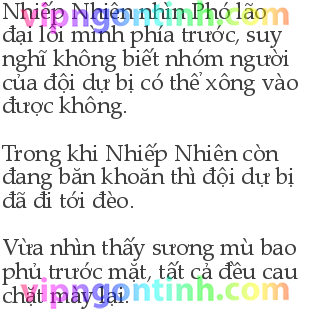 Nhiếp Nhiên nhìn Phó lão
đại lôi mình phía trước, suy
nghĩ không biết nhóm người
của đội dự bị có thể xông vào
được không.
Trong khi Nhiếp Nhiên còn
đang băn khoăn thì đội dự bị
đã đi tới đèo.
Vừa nhìn thấy sương mù bao
phủ trước mặt, tất cả đều cau
chặt mày lại.
vipngontinh.com
vipngontinh.com